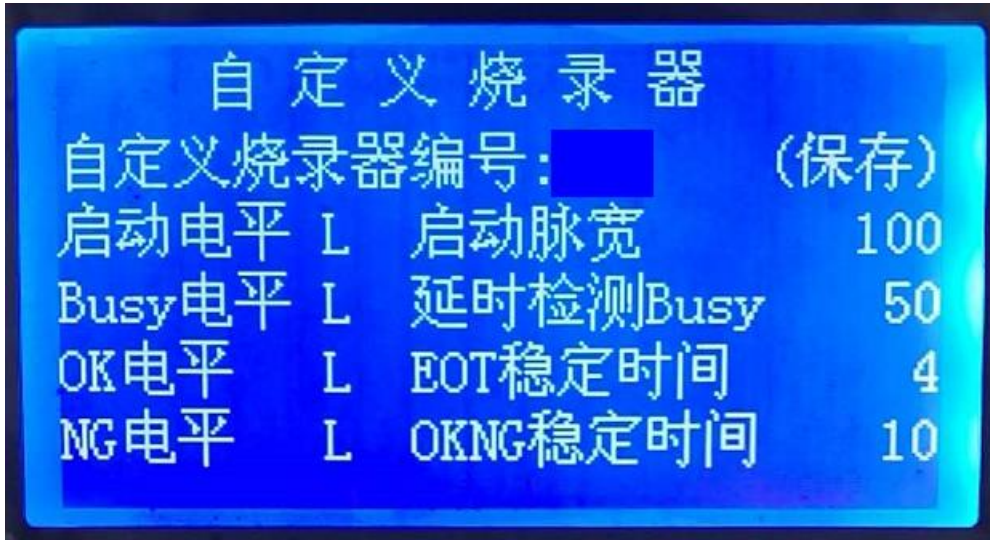 自定义烧录器
自定义烧录器编号: (保存)
启动电平 L 启动脉宽 100
Busy电平 L 延时检测Busy 50
OK电平 L EOT稳定时间 4
NG电平 L OKNG稳定时间 10